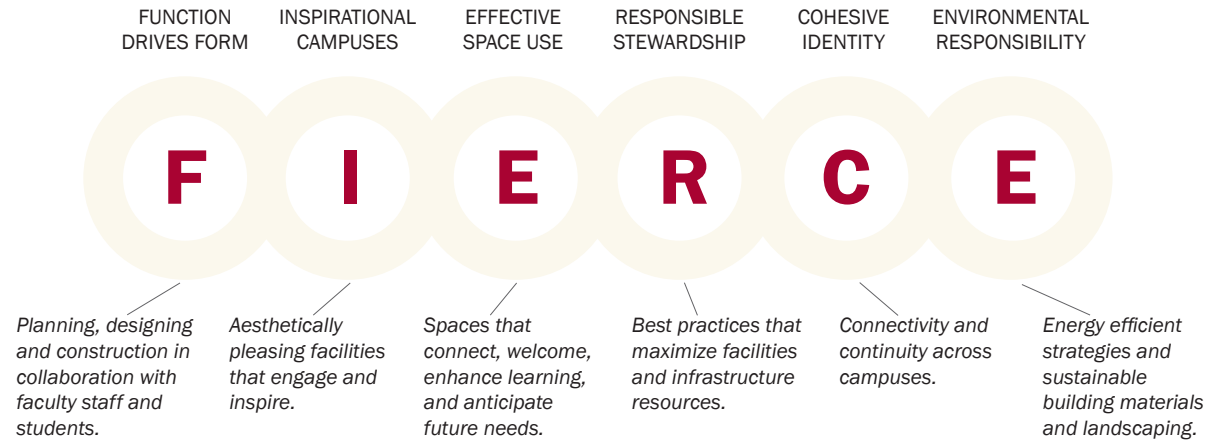 FUNCTION
DRIVES FORM
INSPIRATIONAL
CAMPUSES
EFFECTIVE
SPACE USE
RESPONSIBLE
STEWARDSHIP
COHESIVE
IDENTITY
ENVIRONMENTAL
RESPONSIBILITY
F I E R C E
Planning, designing
and construction in
collaboration with
faculty staff and
students.
Aesthetically
pleasing facilities
that engage and
inspire.
Spaces that
connect, welcome,
enhance learning,
and anticipate
future needs.
Best practices that
maximize facilities
and infrastructure
resources.
Connectivity and
continuity across
campuses.
Energy efficient
strategies and
sustainable
building materials
and landscaping.